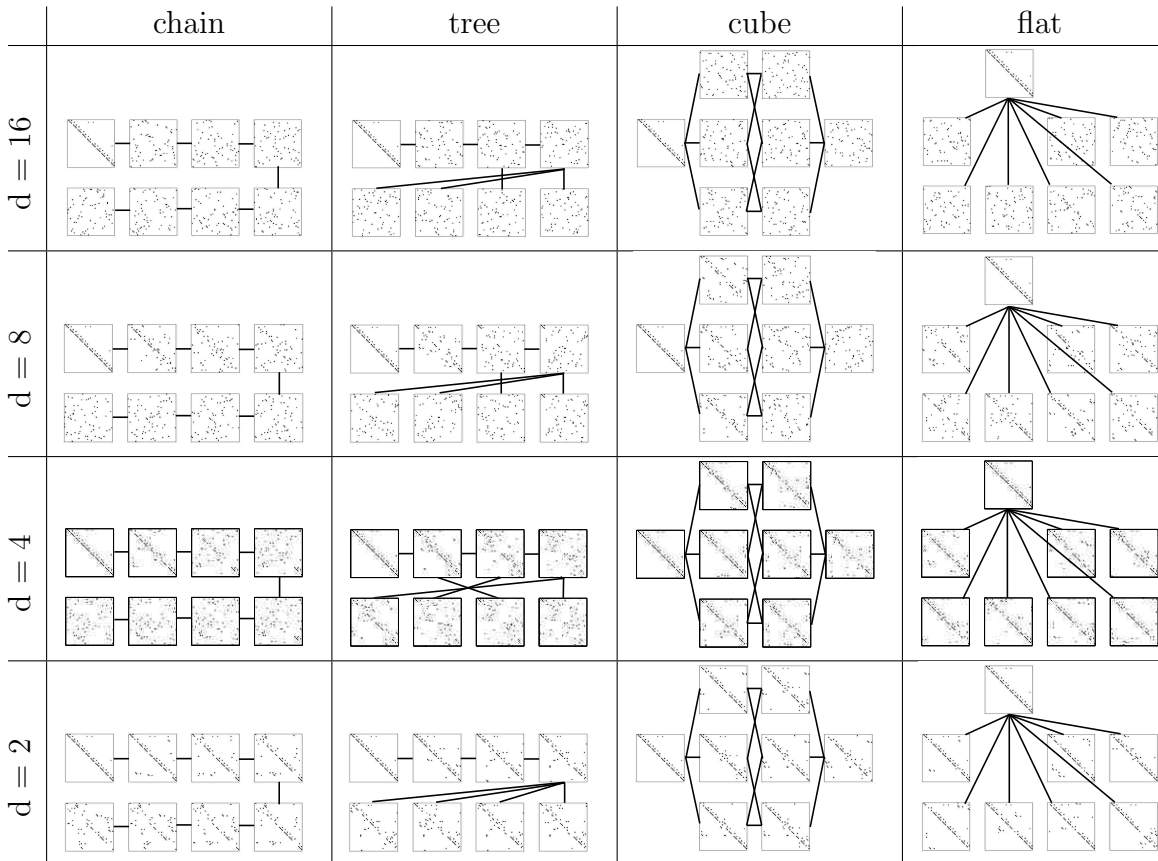 chain tree cube flat
d = 16
d = 8
d = 4
d = 2